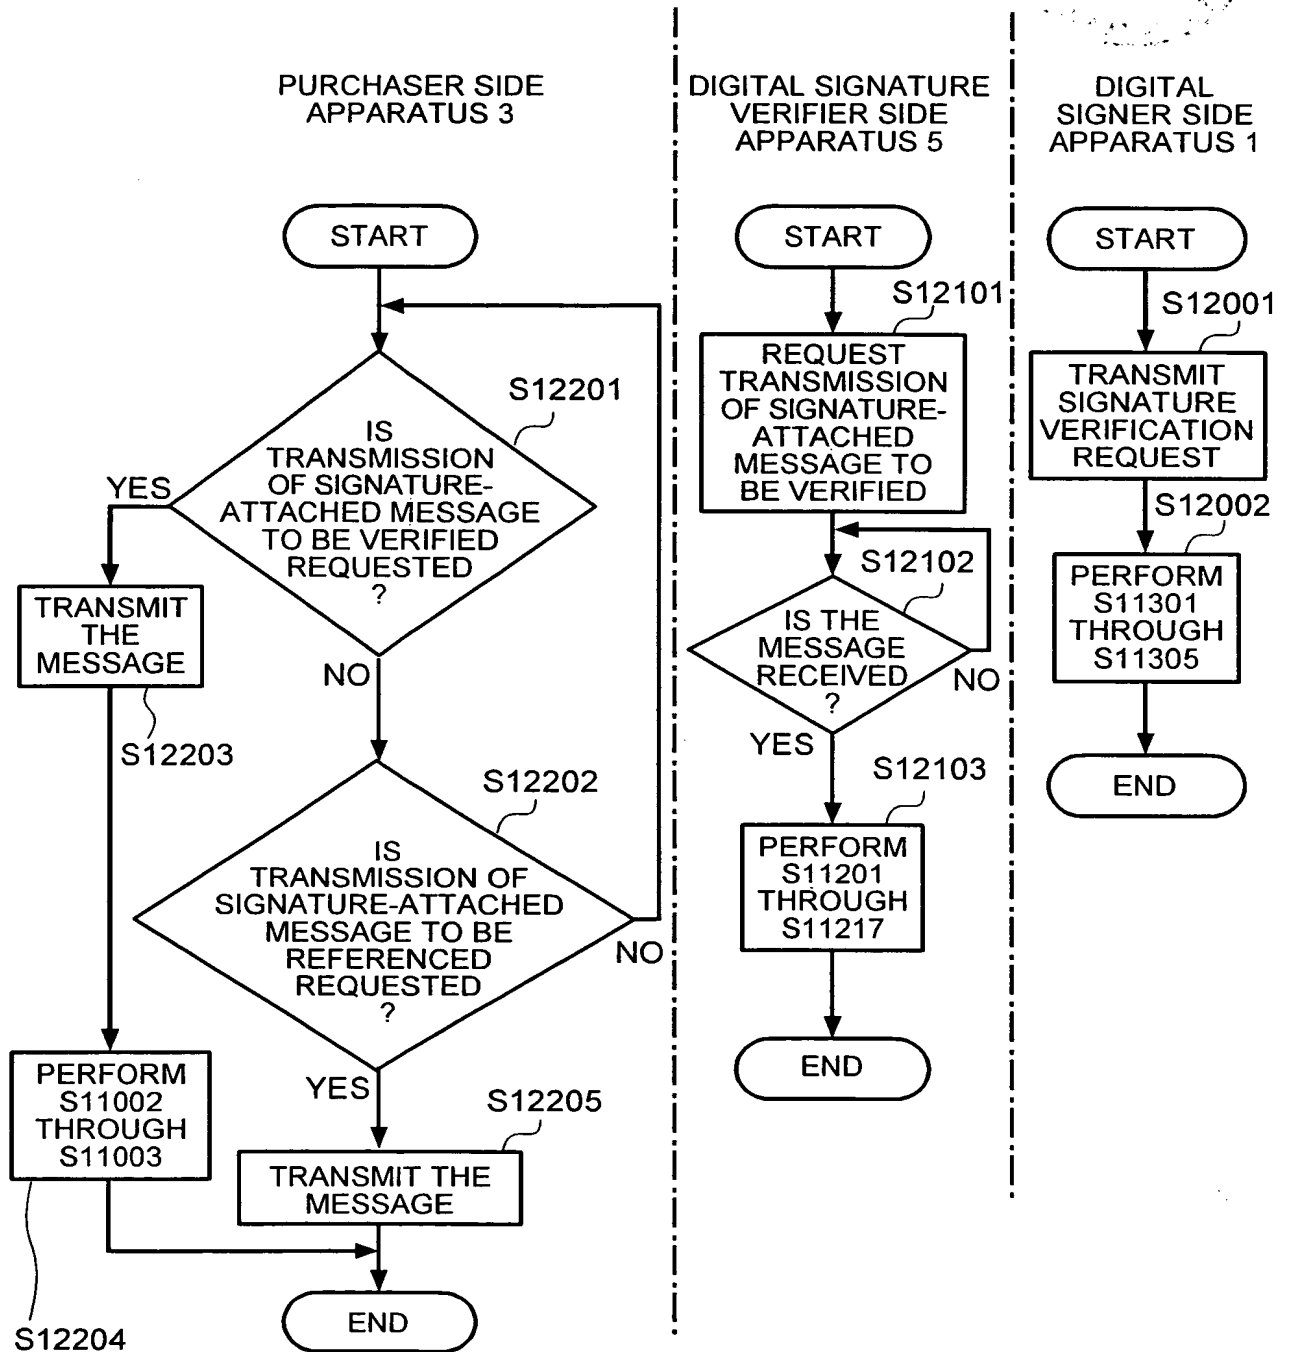 PURCHASER SIDE
APPARATUS 3
START
S12201
IS
TRANSMISSION
OF SIGNATURE-
ATTACHED MESSAGE
TO BE VERIFIED
REQUESTED
?
YES
NO
TRANSMIT
THE
MESSAGE
S12203
S12202
IS
TRANSMISSION OF
SIGNATURE-ATTACHED
MESSAGE TO BE
REFERENCED
REQUESTED
?
NO
YES
PERFORM
S11002
THROUGH
S11003
S12204
S12205
TRANSMIT THE
MESSAGE
END
DIGITAL SIGNATURE
VERIFIER SIDE
APPARATUS 5
START
S12101
REQUEST
TRANSMISSION
OF SIGNATURE-
ATTACHED
MESSAGE TO
BE VERIFIED
S12102
IS THE
MESSAGE
RECEIVED
?
NO
YES
S12103
PERFORM
S11201
THROUGH
S11217
END
DIGITAL
SIGNER SIDE
APPARATUS 1
START
S12001
TRANSMIT
SIGNATURE
VERIFICATION
REQUEST
S12002
PERFORM
S11301
THROUGH
S11305
END